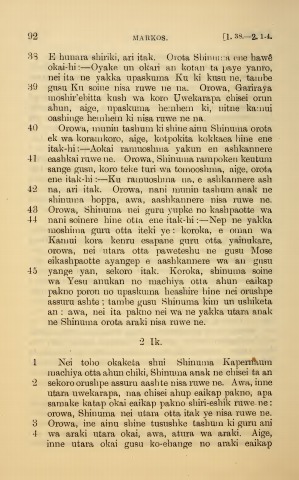 92 MARKOS. [1. 38.—2. 1-4.
38 E hunara shiriki, ari itak. Orota Shinuma ene hawē
okai-hi:—Oyake un okari an kotan ta paye yanro,
nei ita ne yakka upaskuma Ku ki kusu ne, tambe
39 gusu Ku soine nisa ruwe ne na. Orowa, Gariraya
moshir'ebitta kush wa koro Uwekarapa chisei orun
ahun, aige, upaskuma hemhem ki, nitne kamui
oashinge hemhem ki nisa ruwe ne na.
40 Orowa, munin tashum ki shine ainu Shinuma orota
ek wa koramkoro, aige, kotpokita kokkaes hine ene
itak-hi:—Aokai ramuoshma yakun en ashkannere
41 eashkai ruwe ne. Orowa, Shinuma rampoken keutum
sange gusu, koro teke turi wa tomooshma, aige, orota
ene itak-hi:—Ku ramuoshma na, e ashkannere ash
42 na, ari itak. Orowa, nani munin tashum anak ne
shinuma hoppa, awa, aashkannere nisa ruwe ne.
43 Orowa, Shinuma nei guru yupke no kashpaotte wa
44 nani soinere hine otta ene itak-hi:—Nep ne yakka
moshima guru otta iteki ye: koroka, e oman wa
Kamui kora kenru esapane guru otta yainukare,
orowa, nei utara otta paweteshu ne gusu Mose
eikashpaotte ayangep e aashkannere wa an gusu
45 yange yan, sekoro itak. Koroka, shinuma soine
wa Yesu anukan no machiya otta ahun eaikap
pakno poron no upaskuma heashire hine nei orushpe
assuru ashte: tambe gusu Shinuma kim un ushiketa
an: awa, nei ita pakno nei wa ne yakka utara anak
ne Shinuma orota araki nisa ruwe ne.
2 Ik.
1 Nei toho okaketa shui Shinuma Kapernaum
machiya otta ahun chiki, Shinuma anak ne chisei ta an
2 sekoro orushpe assuru aashte nisa ruwe ne. Awa, inne
utara uwekarapa, naa chisei ahup eaikap pakno, apa
samake katap okai eaikap pakno shiri-eshik ruwe ne:
orowa, Shinuma nei utara otta itak ye nisa ruwe ne.
3 Orowa, ine ainu shine tusushke tashum ki guru ani
4 wa araki utara okai, awa, atura wa araki. Aige,
inne utara okai gusu ko-ehange no araki eaikap